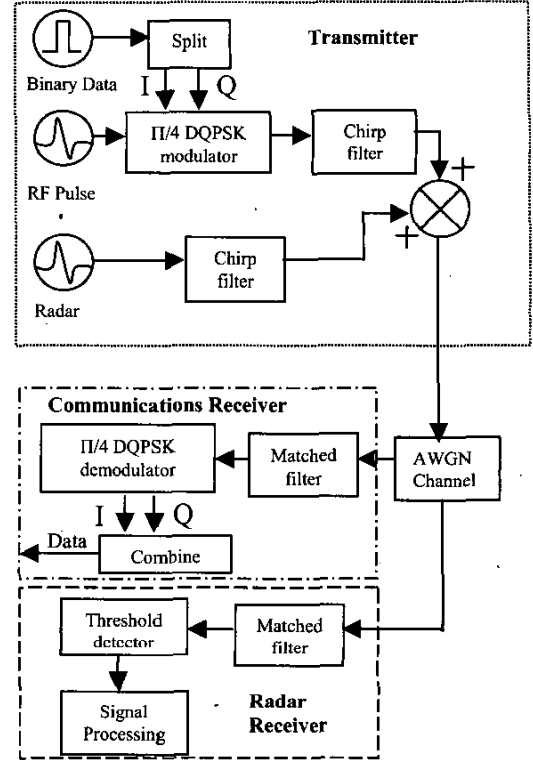 Split
Transmitter
Binary Data
I
Q
Π/4 DQPSK
modulator
Chirp
filter
RF Pulse
+
+
Chirp
filter
Radar
Communications Receiver
Π/4 DQPSK
demodulator
Matched
filter
AWGN
Channel
I
Q
Data
Combine
Threshold
detector
Matched
filter
Signal
Processing
Radar
Receiver